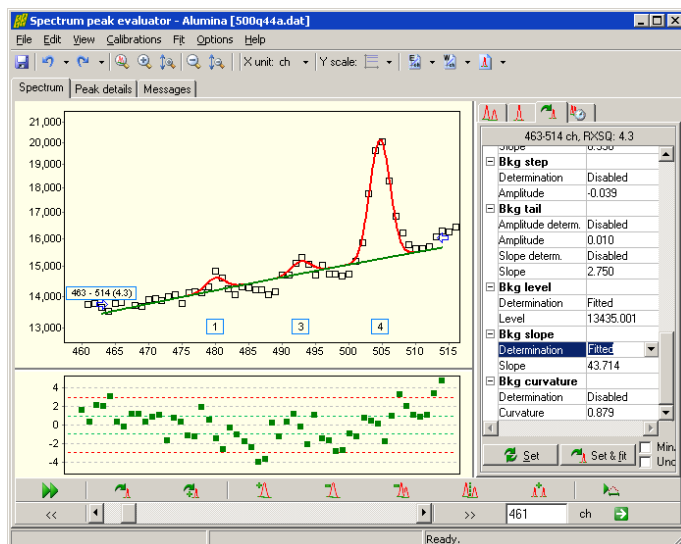 Spectrum peak evaluator - Alumina [500q44a.dat]
File Edit View Calibrations Fit Options Help
X unit: ch Y scale:
Spectrum Peak details Messages
21,000
20,000
19,000
18,000
17,000
16,000
15,000
14,000
13,000
463 - 514 (4.3)
1 3 4
460 465 470 475 480 485 490 495 500 505 510 515
4
2
0
-2
-4
463-514 ch, RXSQ: 4.3
Slope 0.558
Bkg step
Determination Disabled
Amplitude -0.039
Bkg tail
Amplitude determ. Disabled
Amplitude 0.010
Slope determ. Disabled
Slope 2.750
Bkg level
Determination Fitted
Level 13435.001
Bkg slope
Determination Fitted
Slope 43.714
Bkg curvature
Determination Disabled
Curvature 0.879
Set Set & fit
Min.
Unc
<< >> 461 ch
Ready.